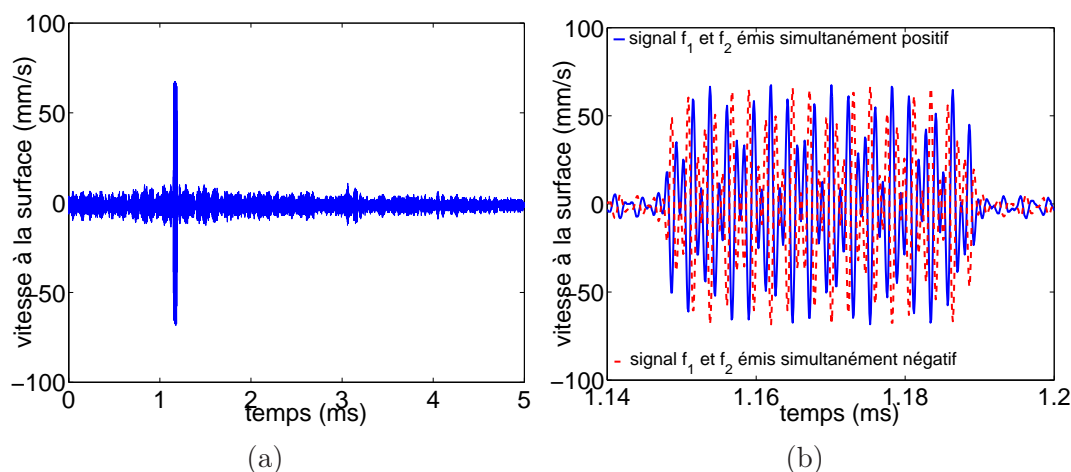 100
50
0
−50
−100
vitesse à la surface (mm/s)
0 1 2 3 4 5
temps (ms)
(a)
100
50
0
−50
−100
vitesse à la surface (mm/s)
signal f1 et f2 émis simultanément positif
signal f1 et f2 émis simultanément négatif
1.14 1.16 1.18 1.2
temps (ms)
(b)